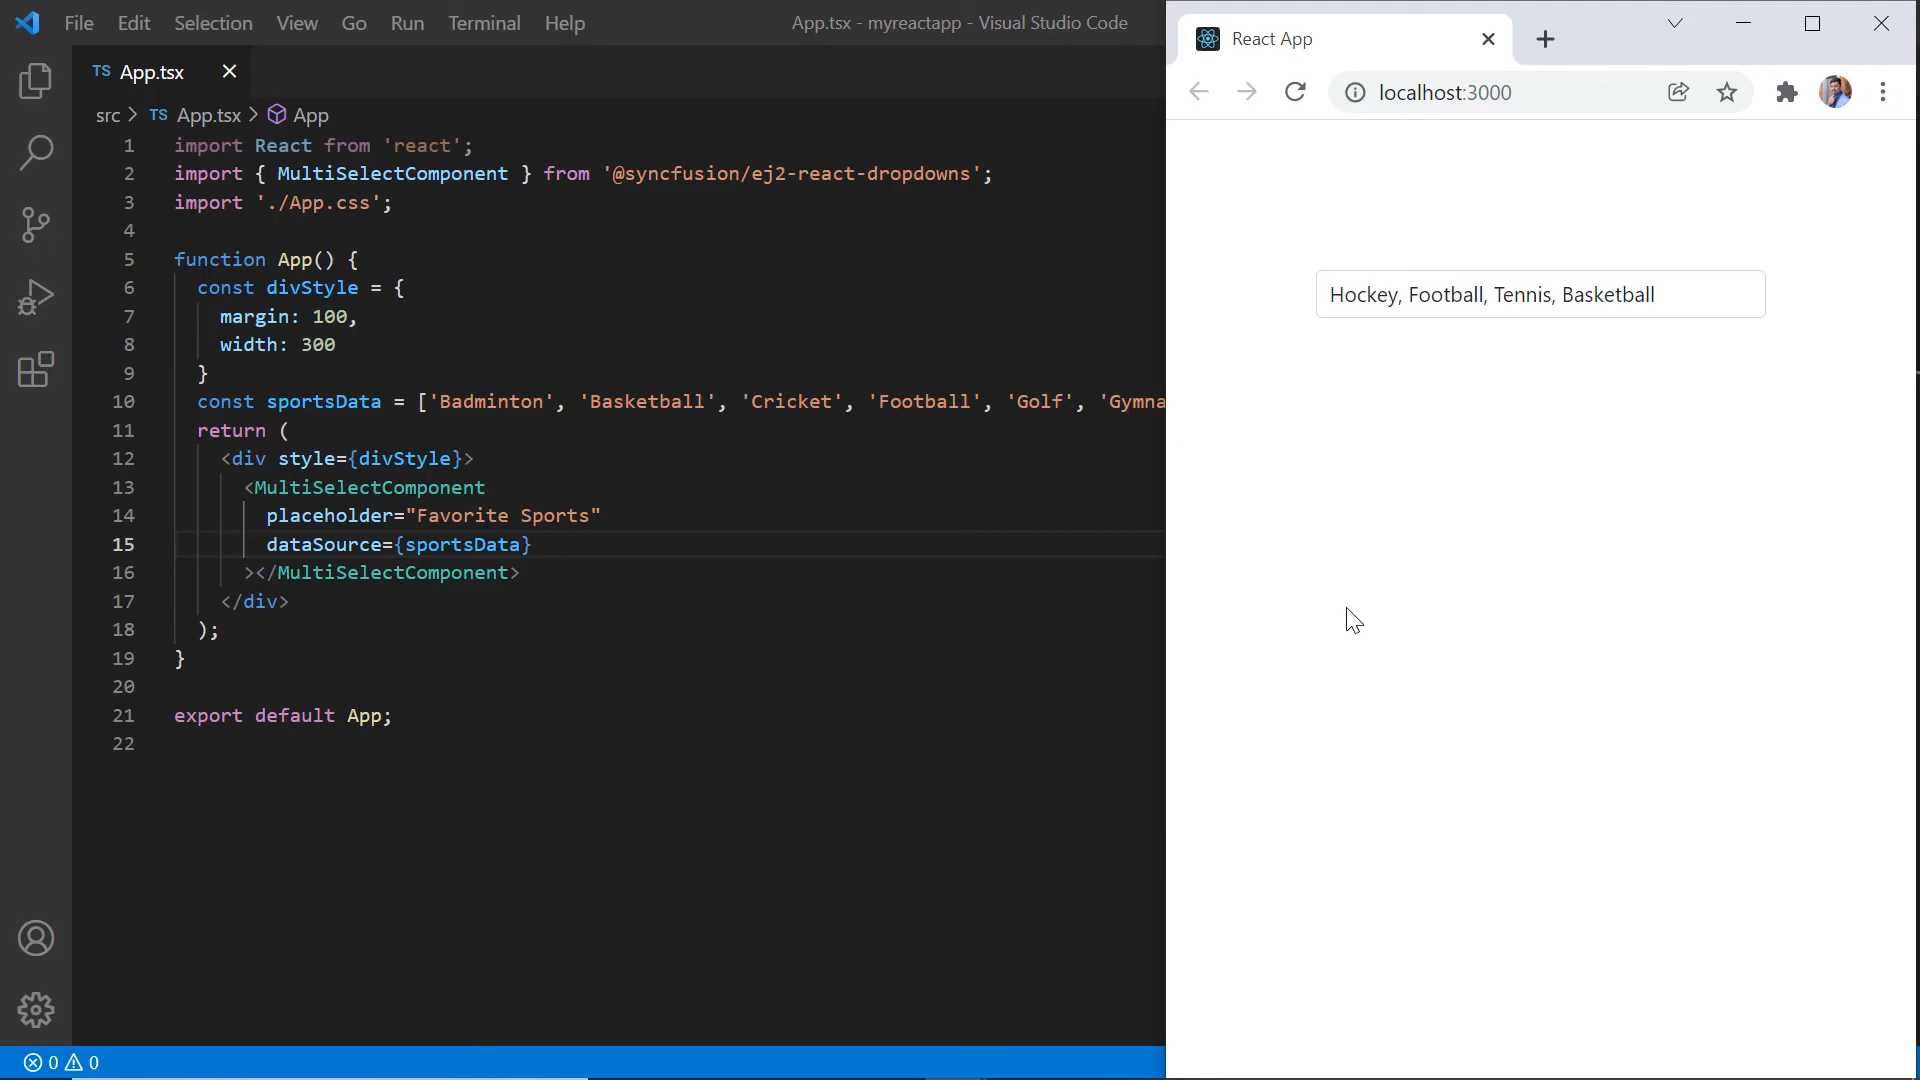 File Edit Selection View Go Run Terminal Help
App.tsx - myreactapp - Visual Studio Code
TS App.tsx
src > TS App.tsx > App
1 import React from 'react';
2 import { MultiSelectComponent } from '@syncfusion/ej2-react-dropdowns';
3 import './App.css';
4
5 function App() {
6 const divStyle = {
7 margin: 100,
8 width: 300
9 }
10 const sportsData = ['Badminton', 'Basketball', 'Cricket', 'Football', 'Golf', 'Gymna
11 return (
12 <div style={divStyle}>
13 <MultiSelectComponent
14 placeholder="Favorite Sports"
15 dataSource={sportsData}
16 ></MultiSelectComponent>
17 </div>
18 );
19 }
20
21 export default App;
22
0 0
React App
localhost:3000
Hockey, Football, Tennis, Basketball